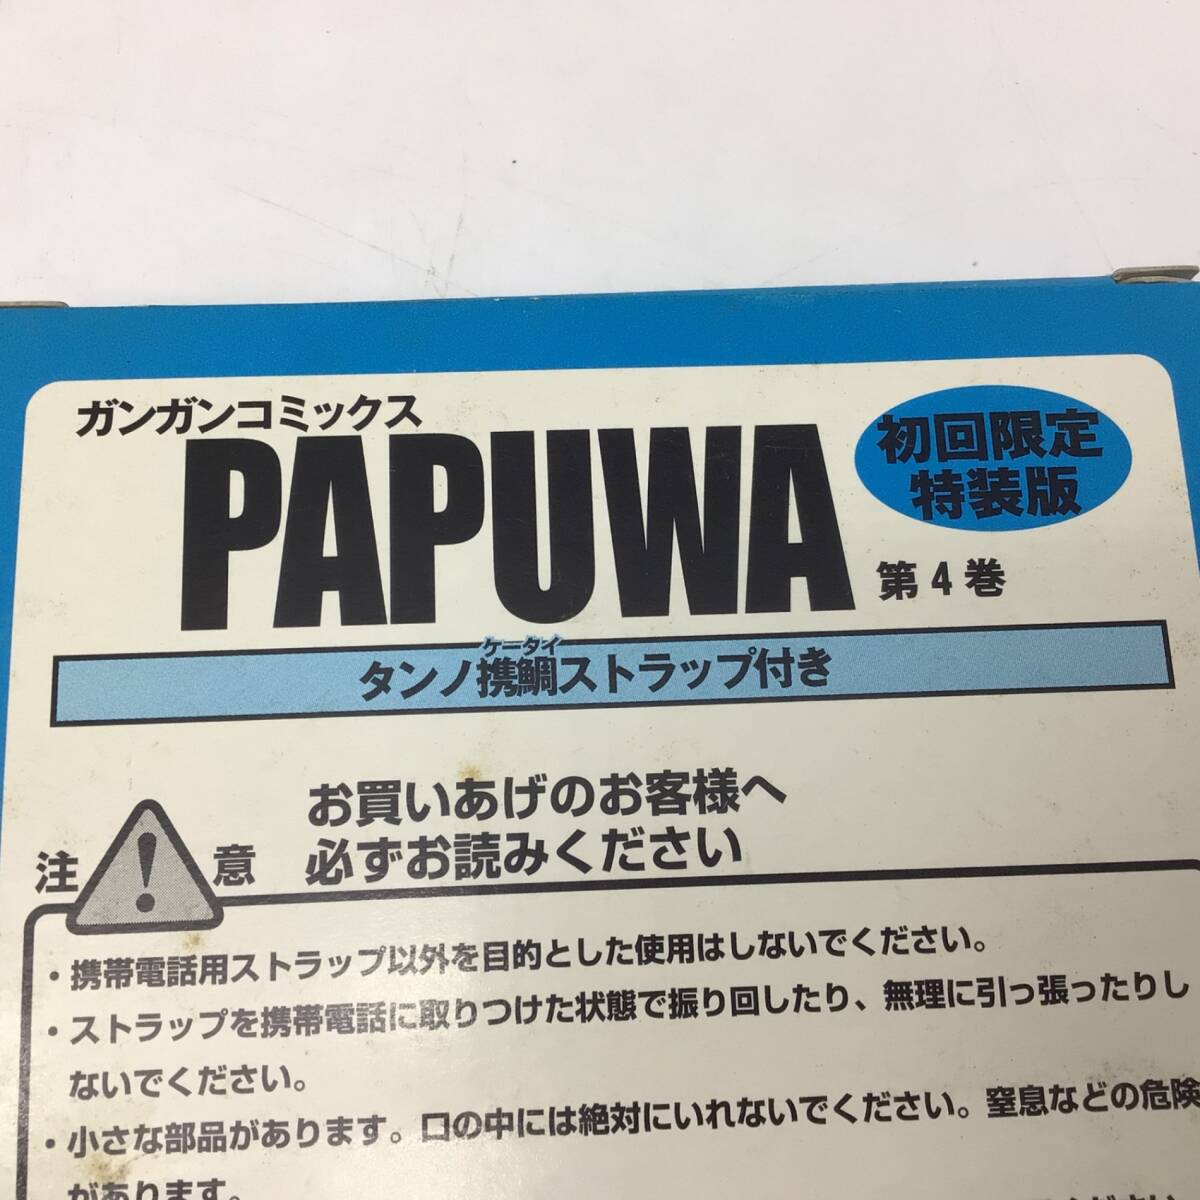 ガンガンコミックス
PAPUWA
初回限定
特装版
第4巻
ケータイ
タンノ携鯛ストラップ付き
お買いあげのお客様へ
必ずお読みください
注意
・携帯電話用ストラップ以外を目的とした使用はしないでください。
・ストラップを携帯電話に取りつけた状態で振り回したり、無理に引っ張ったりし
ないでください。
・小さな部品があります。口の中には絶対にいれないでください。窒息などの危険
があります。
ください